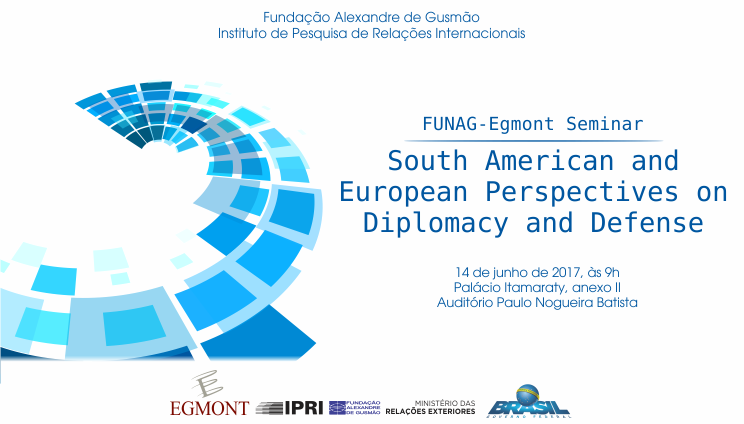 Fundação Alexandre de Gusmão
Instituto de Pesquisa de Relações Internacionais
FUNAG-Egmont Seminar
South American and
European Perspectives on
Diplomacy and Defense
14 de junho de 2017, às 9h
Palácio Itamaraty, anexo II
Auditório Paulo Nogueira Batista
EGMONT
IPRI
FUNDAÇÃO
ALEXANDRE
DE GUSMÃO
MINISTÉRIO DAS
RELAÇÕES EXTERIORES
BRASIL
GOVERNO FEDERAL